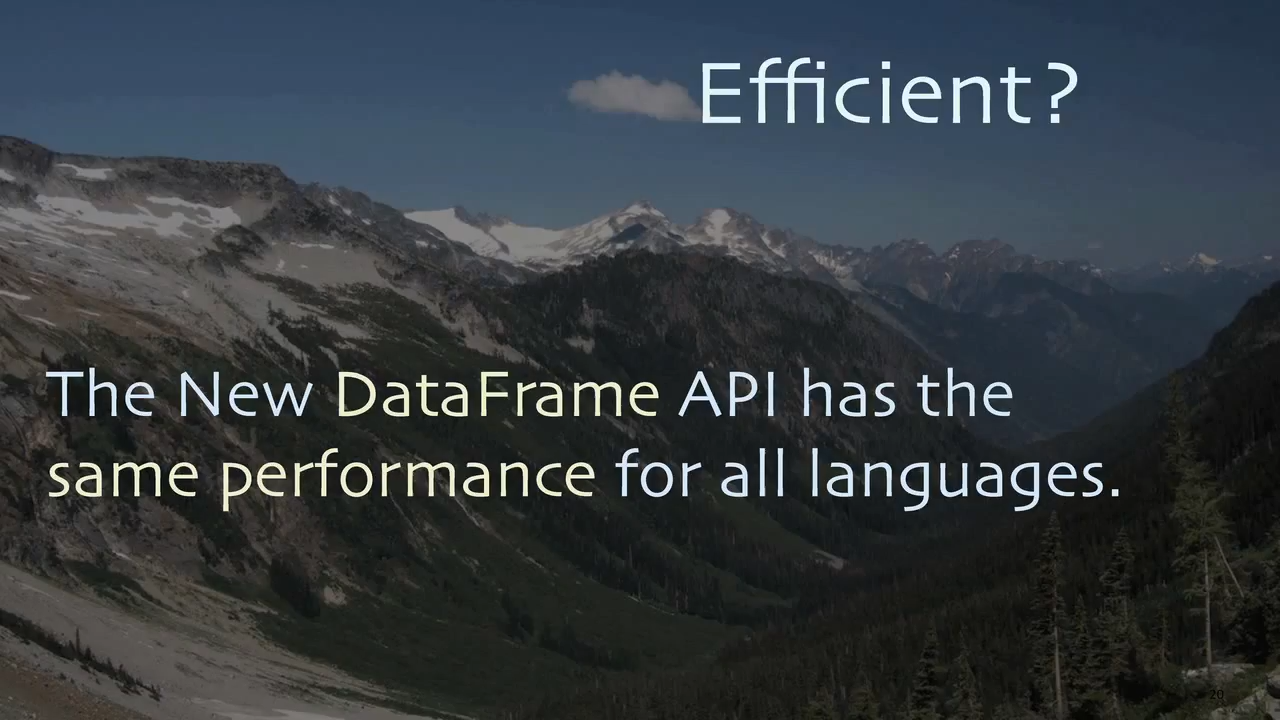 Efficient?
The New DataFrame API has the
same performance for all languages.
20